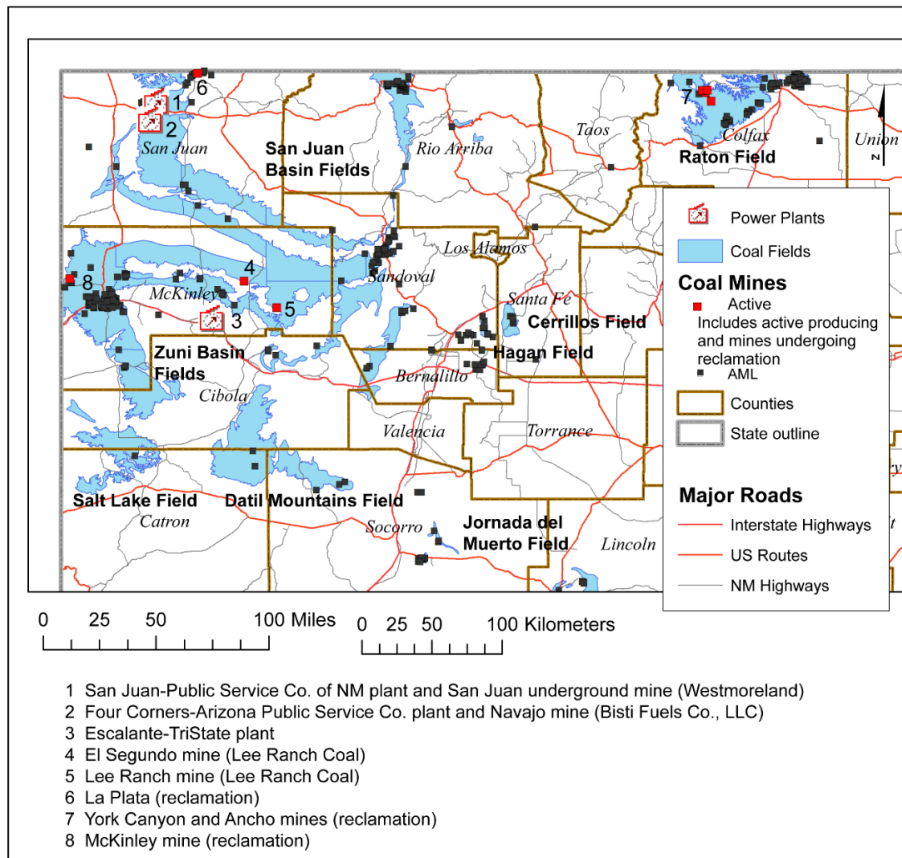 6
1
2
San Juan
San Juan
Basin Fields
Rio Arriba
Taos
7
Colfax
Raton Field
Union
N
Los Alamos
Sandoval
8
4
McKinley
5
3
Santa Fe
Cerrillos Field
Hagan Field
Zuni Basin
Fields
Bernalillo
Cibola
Valencia
Torrance
Salt Lake Field
Datil Mountains Field
Catron
Socorro
Jornada del
Muerto Field
Lincoln
Power Plants
Coal Fields
Coal Mines
Active
Includes active producing
and mines undergoing
reclamation
AML
Counties
State outline
Major Roads
Interstate Highways
US Routes
NM Highways
0 25 50 100 Miles
0 25 50 100 Kilometers
1 San Juan-Public Service Co. of NM plant and San Juan underground mine (Westmoreland)
2 Four Corners-Arizona Public Service Co. plant and Navajo mine (Bisti Fuels Co., LLC)
3 Escalante-TriState plant
4 El Segundo mine (Lee Ranch Coal)
5 Lee Ranch mine (Lee Ranch Coal)
6 La Plata (reclamation)
7 York Canyon and Ancho mines (reclamation)
8 McKinley mine (reclamation)